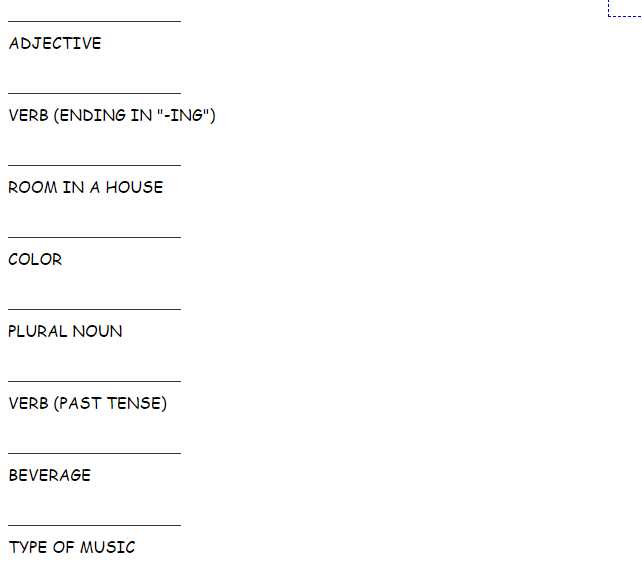 ADJECTIVE
VERB (ENDING IN "-ING")
ROOM IN A HOUSE
COLOR
PLURAL NOUN
VERB (PAST TENSE)
BEVERAGE
TYPE OF MUSIC